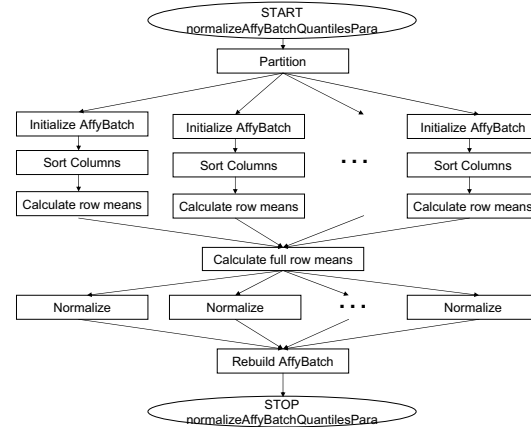 START
normalizeAffyBatchQuantilesPara
Partition
Initialize AffyBatch
Initialize AffyBatch
Initialize AffyBatch
Sort Columns
Sort Columns
...
Sort Columns
Calculate row means
Calculate row means
Calculate row means
Calculate full row means
Normalize
Normalize
...
Normalize
Rebuild AffyBatch
STOP
normalizeAffyBatchQuantilesPara